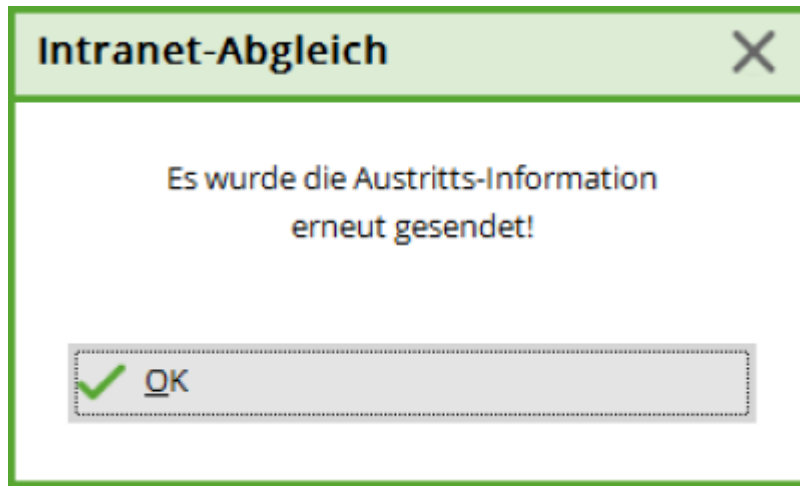 Intranet-Abgleich
Es wurde die Austritts-Information
erneut gesendet!
OK